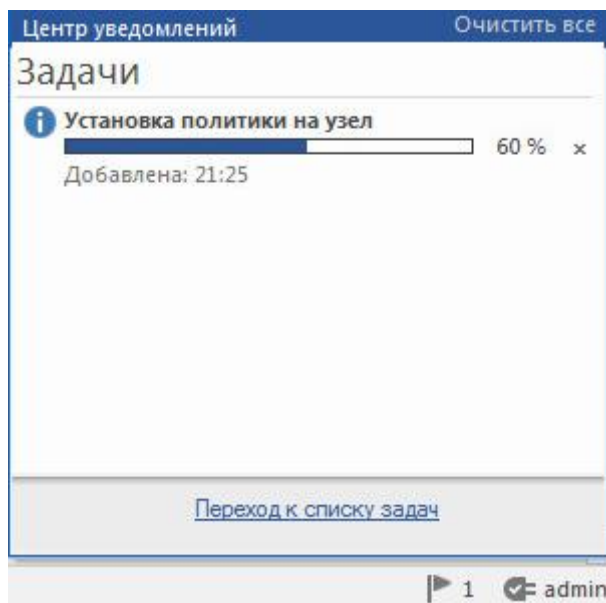 Центр уведомлений Очистить все
Задачи
Установка политики на узел
60 % ×
Добавлена: 21:25
Переход к списку задач
1 admin